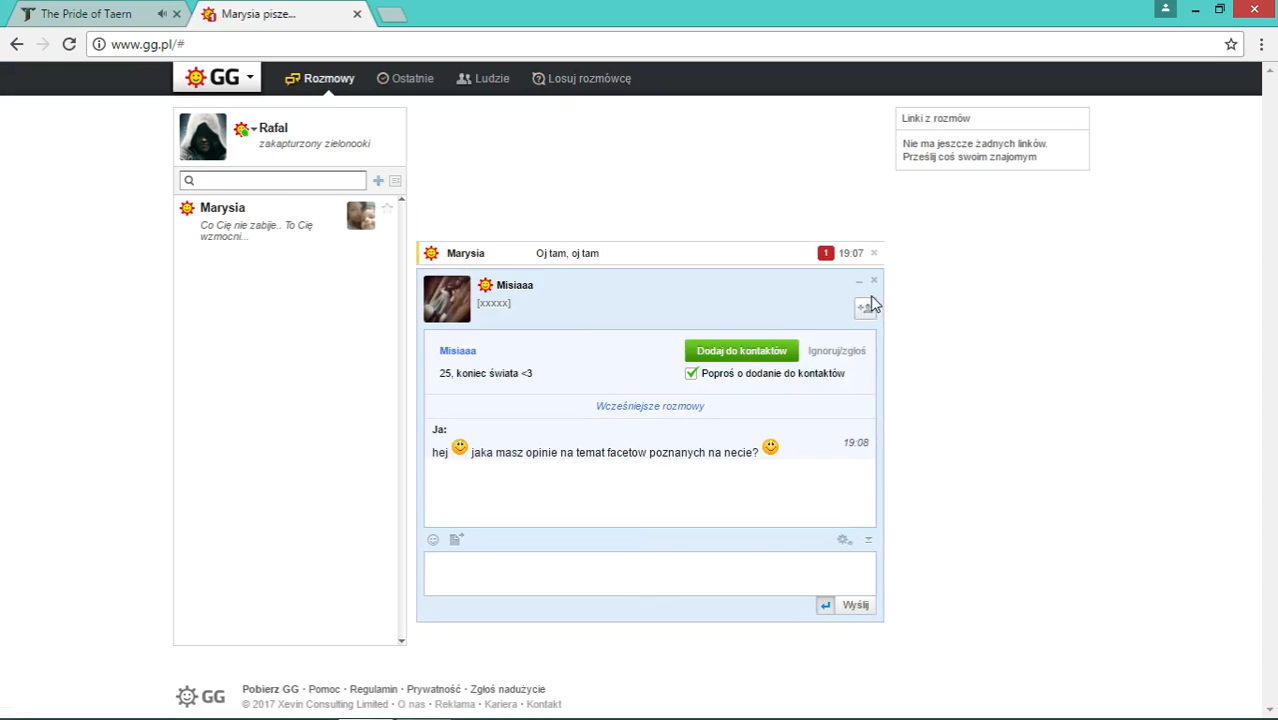 The Pride of Taern
Marysia pisze...
www.gg.pl/#
GG
Rozmowy
Ostatnie
Ludzie
Losuj rozmówcę
Rafal
zakapturzony zielonooki
Marysia
Co Cię nie zabije.. To Cię
wzmocni...
Marysia Oj tam, oj tam 1 19:07
Misiaaa
[xxxxx]
Misiaaa
Dodaj do kontaktów
Ignoruj/zgłoś
25, koniec świata <3
Poproś o dodanie do kontaktów
Wcześniejsze rozmowy
Ja:
hej jaka masz opinie na temat facetow poznanych na necie?
19:08
Wyślij
Linki z rozmów
Nie ma jeszcze żadnych linków.
Prześlij coś swoim znajomym
GG
Pobierz GG · Pomoc · Regulamin · Prywatność · Zgłoś nadużycie
© 2017 Xevin Consulting Limited · O nas · Reklama · Kariera · Kontakt